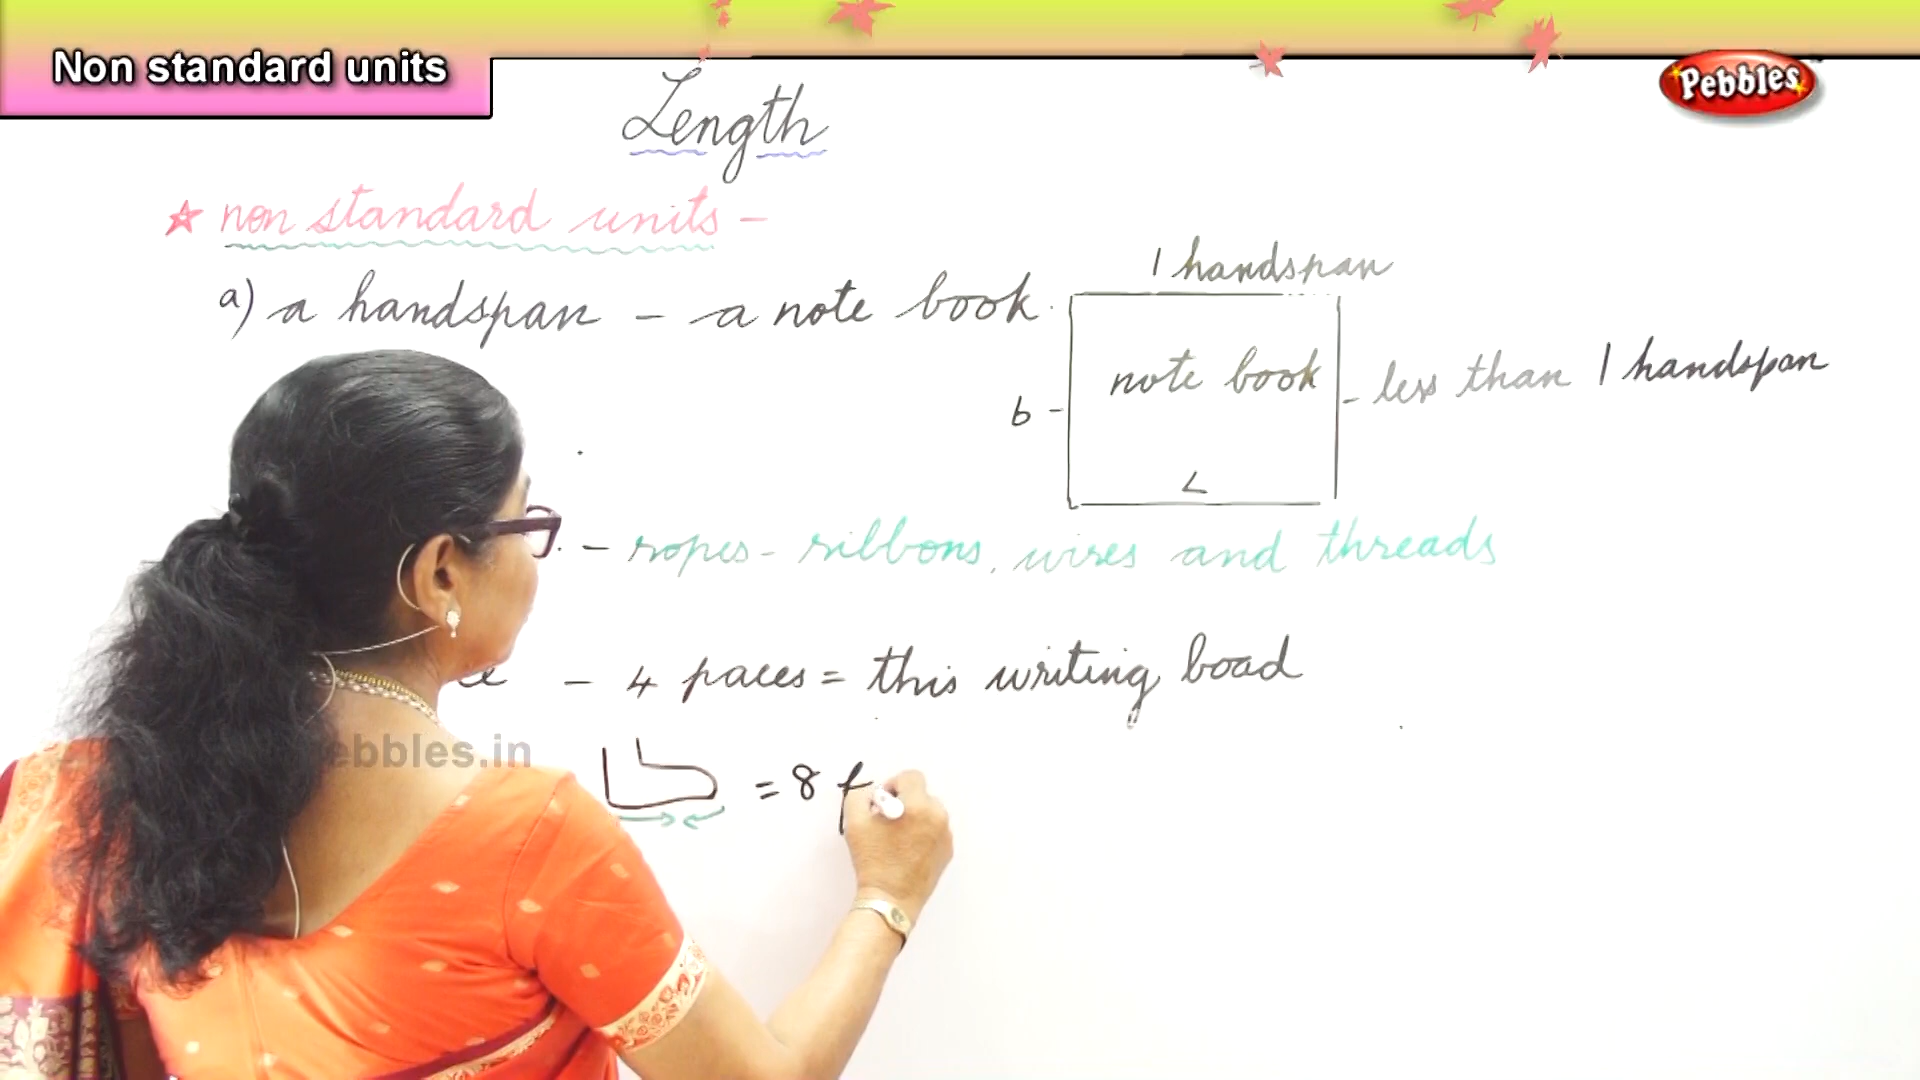 Non standard units
Pebbles
Length
non standard units -
a) a handspan - a note book.
1 handspan
note book
b -
- less than 1 handspan
L
- ropes - ribbons, wires and threads
- 4 paces = this writing boad
ebbles.in
= 8 f